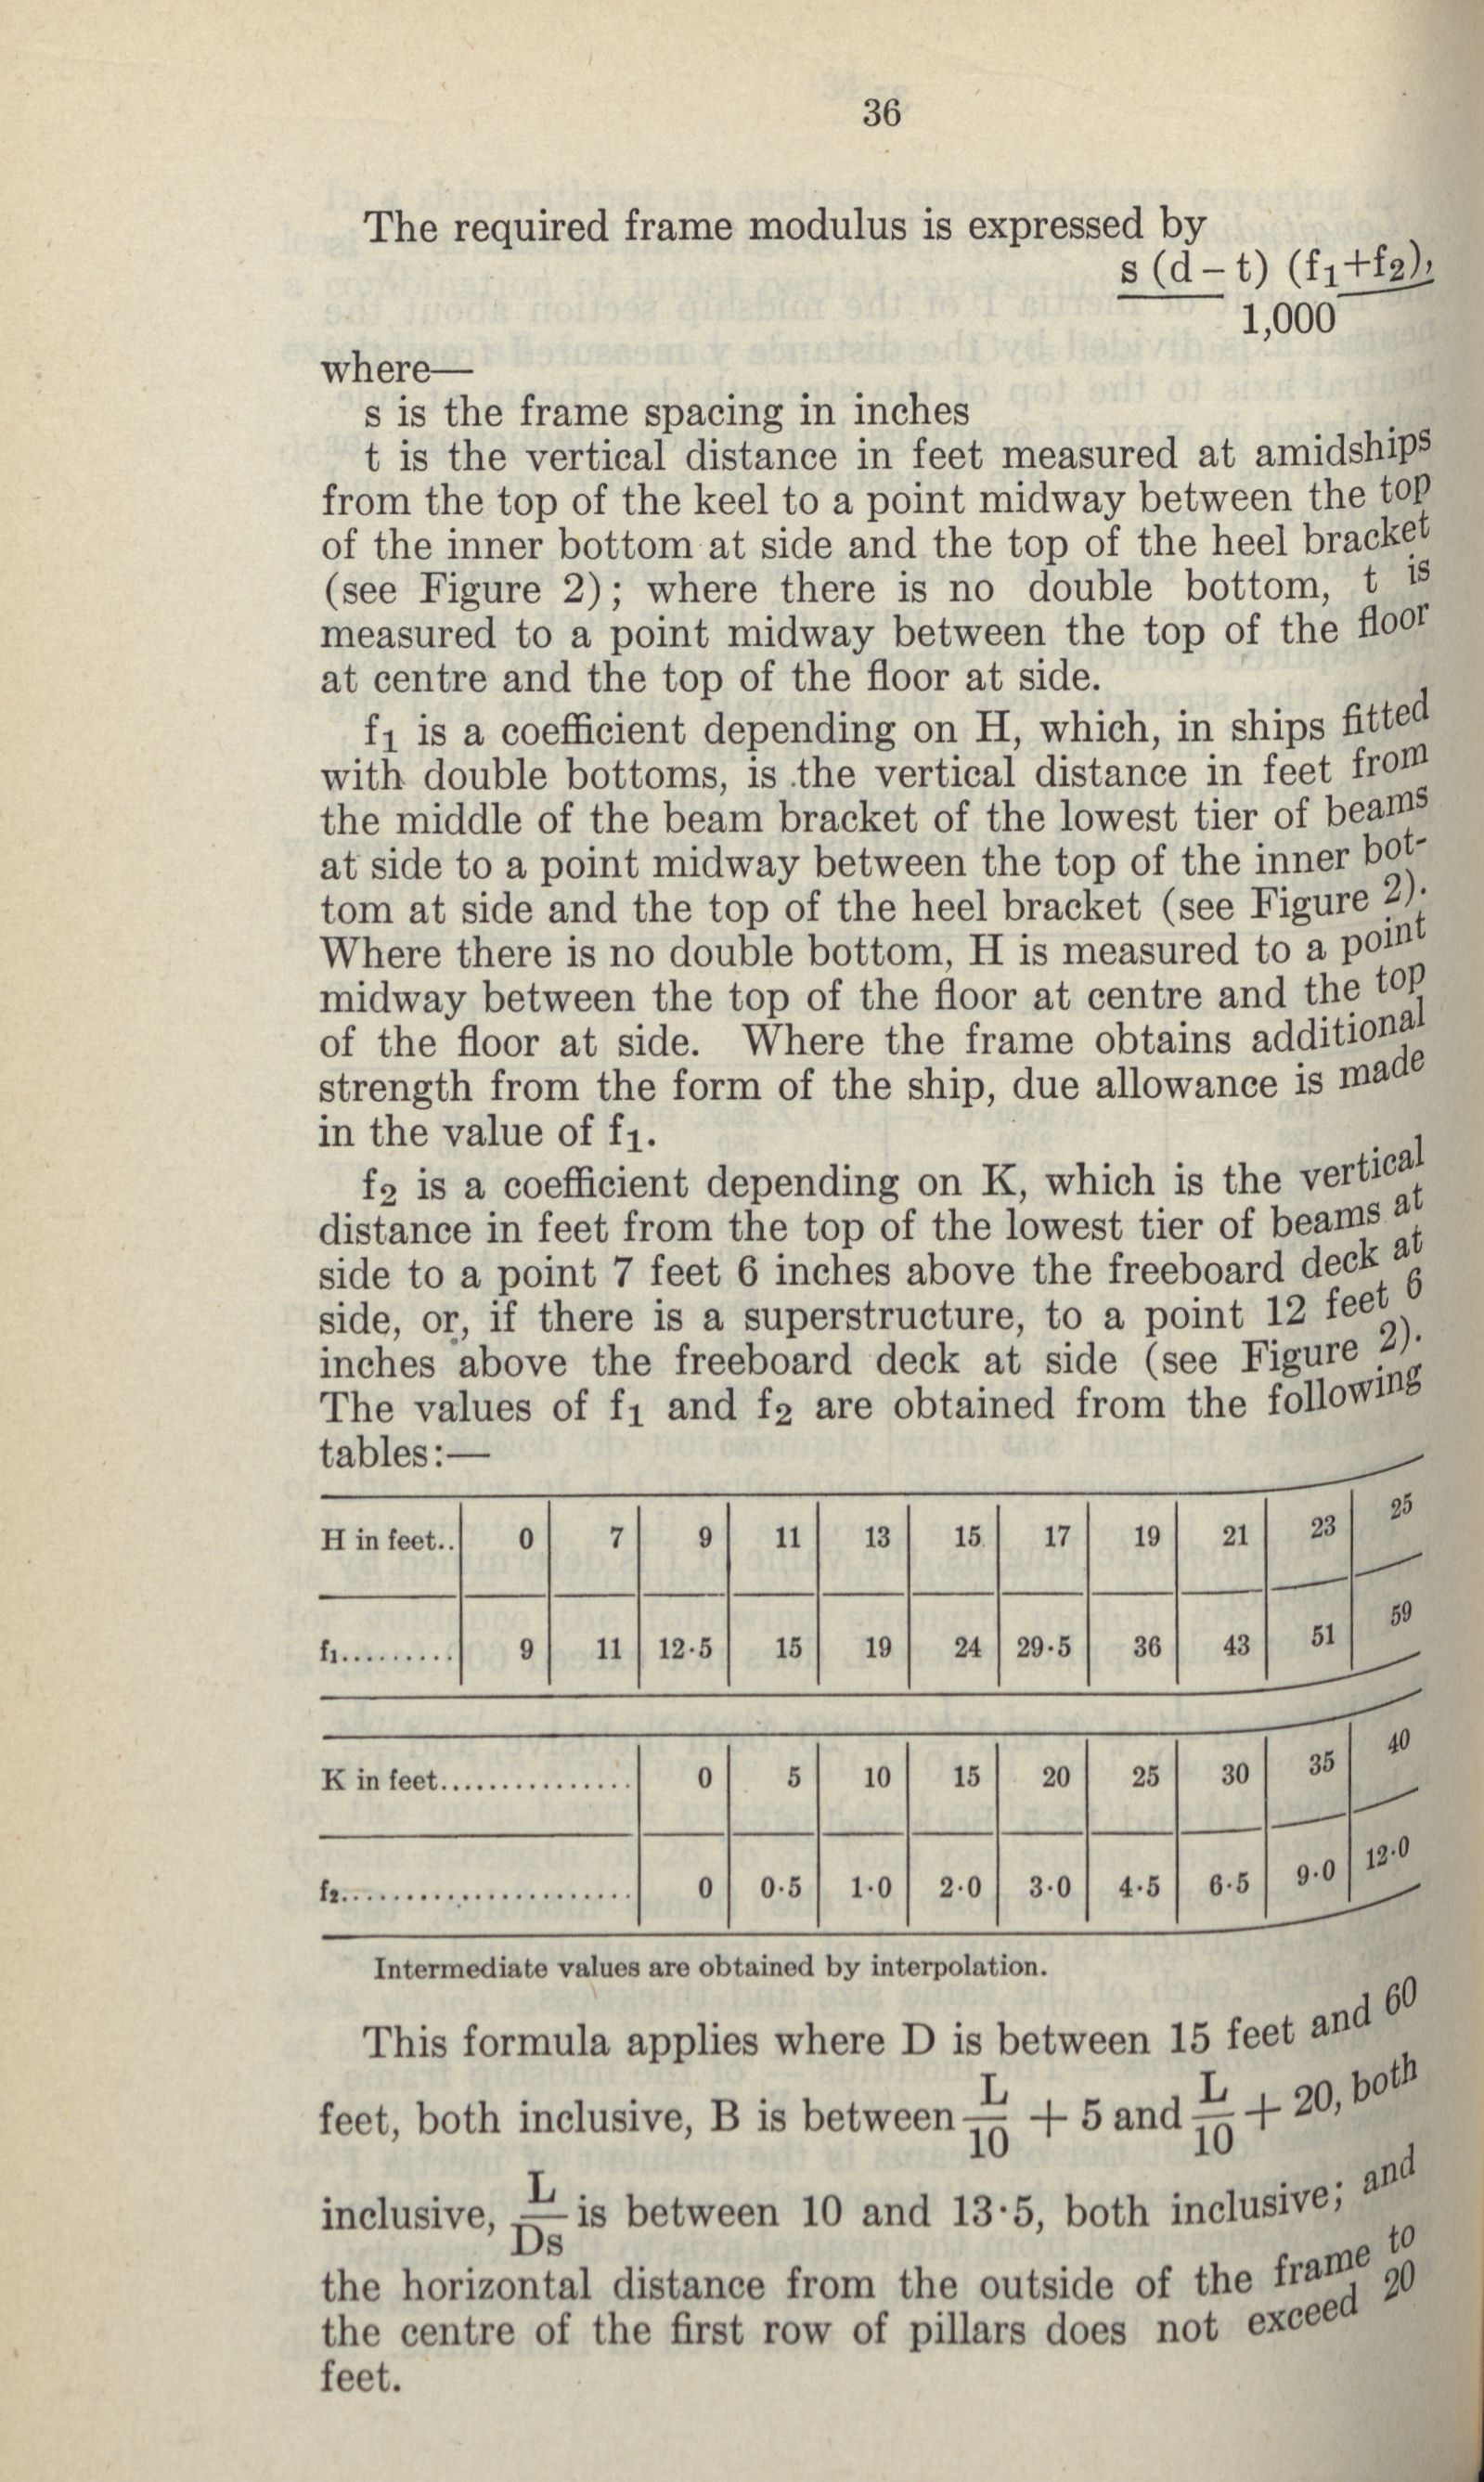 36
The required frame modulus is expressed by
s (d – t) (f₁+f₂),
1,000
where—
s is the frame spacing in inches
t is the vertical distance in feet measured at amidships
from the top of the keel to a point midway between the top
of the inner bottom at side and the top of the heel bracket
(see Figure 2); where there is no double bottom, t is
measured to a point midway between the top of the floor
at centre and the top of the floor at side.
f₁ is a coefficient depending on H, which, in ships fitted
with double bottoms, is the vertical distance in feet from
the middle of the beam bracket of the lowest tier of beams
at side to a point midway between the top of the inner bot-
tom at side and the top of the heel bracket (see Figure 2).
Where there is no double bottom, H is measured to a point
midway between the top of the floor at centre and the top
of the floor at side. Where the frame obtains additional
strength from the form of the ship, due allowance is made
in the value of f₁.
f₂ is a coefficient depending on K, which is the vertical
distance in feet from the top of the lowest tier of beams at
side to a point 7 feet 6 inches above the freeboard deck at
side, or, if there is a superstructure, to a point 12 feet 6
inches above the freeboard deck at side (see Figure 2).
The values of f₁ and f₂ are obtained from the following
tables:—
H in feet.. 0 7 9 11 13 15 17 19 21 23 25
f₁......... 9 11 12·5 15 19 24 29·5 36 43 51 59
K in feet............... 0 5 10 15 20 25 30 35 40
f₂....................... 0 0·5 1·0 2·0 3·0 4·5 6·5 9·0 12·0
Intermediate values are obtained by interpolation.
This formula applies where D is between 15 feet and 60
feet, both inclusive, B is between L/10 + 5 and L/10 + 20, both
inclusive, L/Ds is between 10 and 13·5, both inclusive; and
the horizontal distance from the outside of the frame to
the centre of the first row of pillars does not exceed 20
feet.